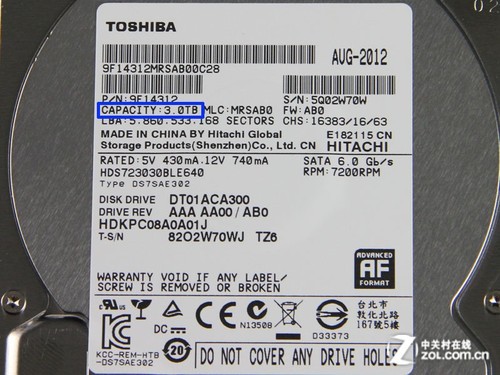 TOSHIBA
AUG-2012
9F14312MRSAB00C28
P/N:9F14312 S/N:5Q02W70W
CAPACITY:3.0TB MLC:MRSAB0 FW:AB0
LBA:5.860.533.168 SECTORS CHS:16383/16/63
MADE IN CHINA BY Hitachi Global E182115 CN
Storage Products(Shenzhen)Co., Ltd. CN HITACHI
RATED:5V 430mA.12V 740mA SATA 6.0 Gb/s
HDS723030BLE640 RPM:7200RPM
TYPE DS7SAE302
DISK DRIVE DT01ACA300
DRIVE REV AAA AA00/AB0
HDKPC08A0A01J
T-S/N 82O2W70WJ TZ6
WARRANTY VOID IF LABEL OR
SCREW IS REMOVED OR BROKEN
ADVANCED
AF
FORMAT
DC
N13508
D33373
台北市
敦化北路
167號5樓
KCC-REM-HTB
-DS7SAE302
20
DO NOT COVER ANY DRIVE HOLES
中关村在线
zol.com.cn